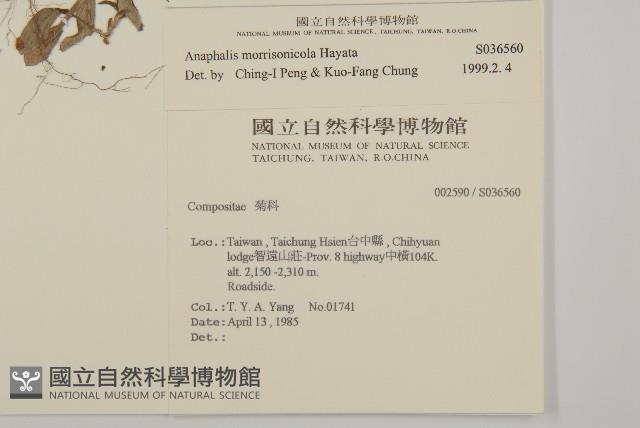 國立自然科學博物館
NATIONAL MUSEUM OF NATURAL SCIENCE, TAICHUNG, TAIWAN, R.O.CHINA
Anaphalis morrisonicola Hayata S036560
Det. by Ching-I Peng & Kuo-Fang Chung 1999.2. 4
國立自然科學博物館
NATIONAL MUSEUM OF NATURAL SCIENCE
TAICHUNG, TAIWAN, R.O.CHINA
002590 / S036560
Compositae 菊科
Loc.: Taiwan , Taichung Hsien台中縣 , Chihyuan
lodge智遠山莊-Prov. 8 highway中橫104K.
alt. 2,150 -2,310 m.
Roadside.
Col.: T. Y. A. Yang No.01741
Date: April 13 , 1985
Det.:
國立自然科學博物館
NATIONAL MUSEUM OF NATURAL SCIENCE